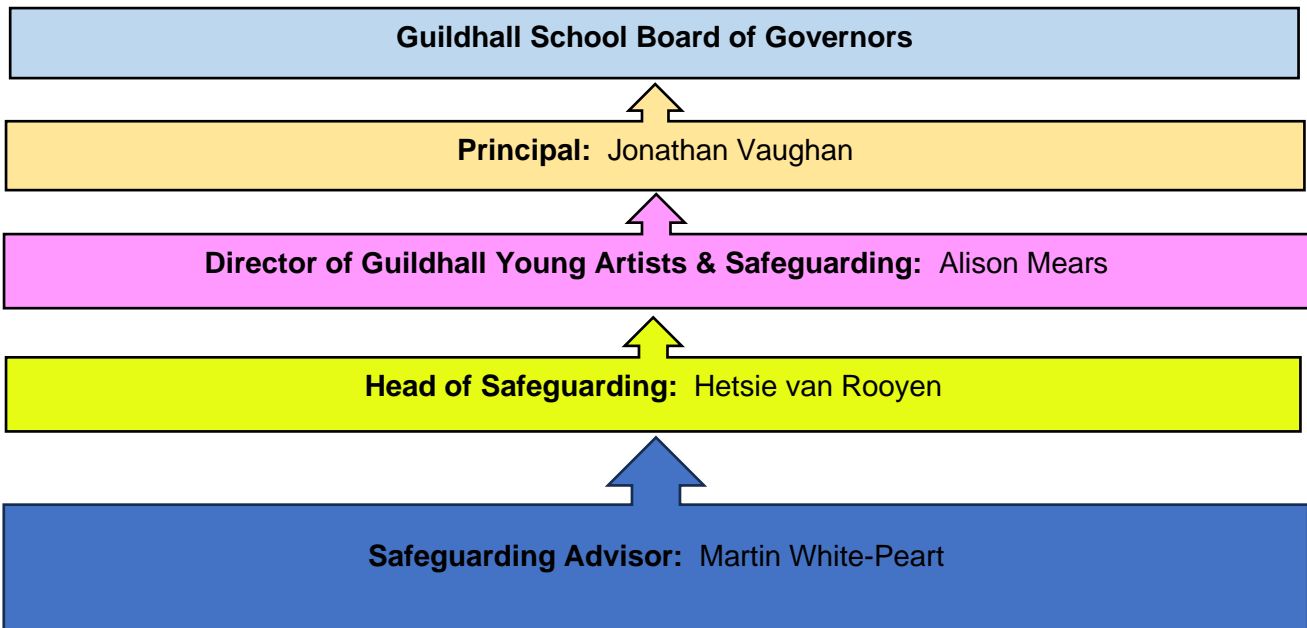 Guildhall School Board of Governors
Principal: Jonathan Vaughan
Director of Guildhall Young Artists & Safeguarding: Alison Mears
Head of Safeguarding: Hetsie van Rooyen
Safeguarding Advisor: Martin White-Peart